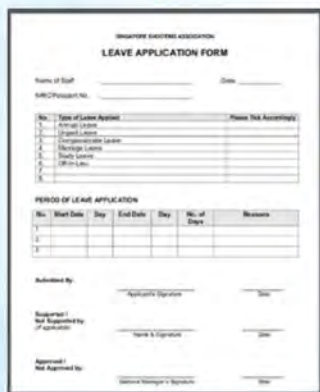 SINGAPORE SHOOTING ASSOCIATION
LEAVE APPLICATION FORM
Name of Staff Date
NRIC/Passport No.
No. Type of Leave Applied Please Tick Accordingly
1. Annual Leave
2. Unpaid Leave
3. Compassionate Leave
4. Marriage Leave
5. Study Leave
6. Off-in-Lieu
7.
8.
PERIOD OF LEAVE APPLICATION
No. Start Date Day End Date Day No. of Days Reasons
1
2
3
Submitted By:
Applicant's Signature Date
Supported / 
Not Supported by
(if applicable)
Name & Signature Date
Approved /
Not Approved by:
General Manager's Signature Date